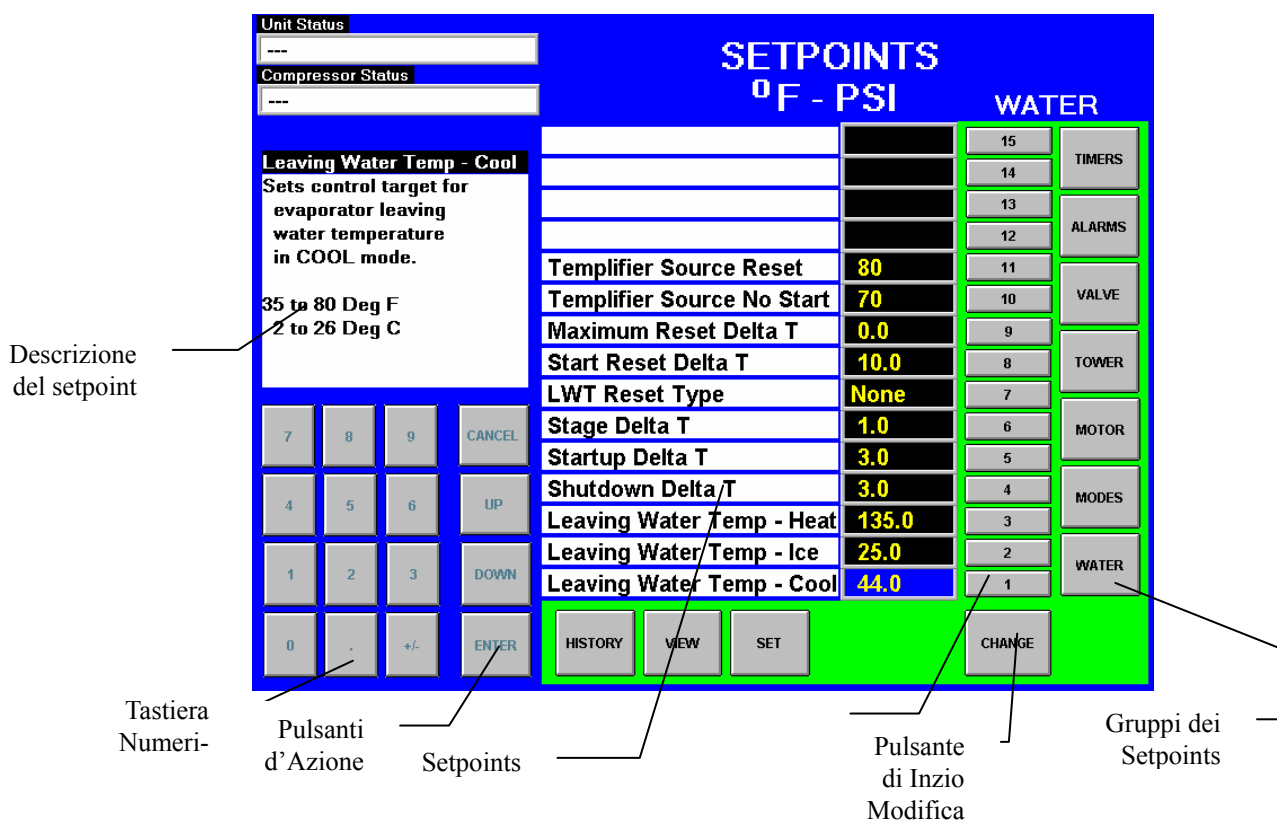 Unit Status
---
Compressor Status
---
SETPOINTS
ºF - PSI
WATER
Leaving Water Temp - Cool
Sets control target for
evaporator leaving
water temperature
in COOL mode.
35 to 80 Deg F
2 to 26 Deg C
15
14
13
12
Templifier Source Reset 80 11
Templifier Source No Start 70 10
Maximum Reset Delta T 0.0 9
Start Reset Delta T 10.0 8
LWT Reset Type None 7
Stage Delta T 1.0 6
Startup Delta T 3.0 5
Shutdown Delta T 3.0 4
Leaving Water Temp - Heat 135.0 3
Leaving Water Temp - Ice 25.0 2
Leaving Water Temp - Cool 44.0 1
TIMERS
ALARMS
VALVE
TOWER
MOTOR
MODES
WATER
7 8 9 CANCEL
4 5 6 UP
1 2 3 DOWN
0 . +/- ENTER
HISTORY VIEW SET CHANGE
Descrizione
del setpoint
Tastiera
Numeri-
Pulsanti
d’Azione
Setpoints
Pulsante
di Inzio
Modifica
Gruppi dei
Setpoints